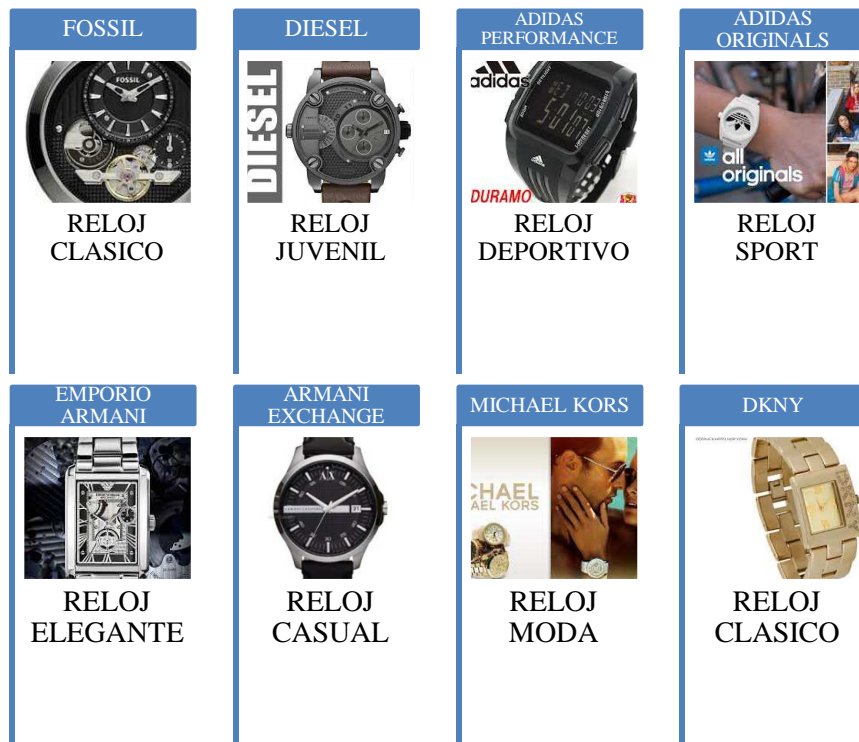 FOSSIL
FOSSIL
RELOJ
CLASICO
DIESEL
DIESEL
RELOJ
JUVENIL
ADIDAS
PERFORMANCE
adidas
DURAMO
RELOJ
DEPORTIVO
ADIDAS
ORIGINALS
all
originals
RELOJ
SPORT
EMPORIO
ARMANI
RELOJ
ELEGANTE
ARMANI
EXCHANGE
AX
RELOJ
CASUAL
MICHAEL KORS
CHAEL
AEL KORS
RELOJ
MODA
DKNY
RELOJ
CLASICO